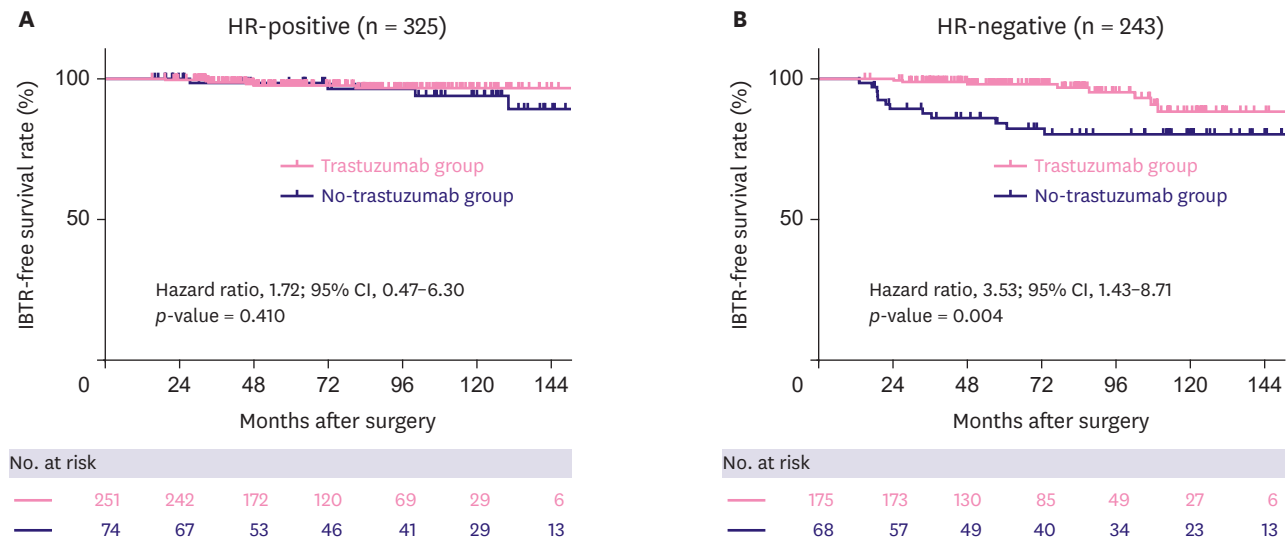 A
HR-positive (n = 325)
IBTR-free survival rate (%)
100
50
0
Trastuzumab group
No-trastuzumab group
Hazard ratio, 1.72; 95% CI, 0.47–6.30
p-value = 0.410
24 48 72 96 120 144
Months after surgery
No. at risk
251 242 172 120 69 29 6
74 67 53 46 41 29 13
B
HR-negative (n = 243)
IBTR-free survival rate (%)
100
50
0
Trastuzumab group
No-trastuzumab group
Hazard ratio, 3.53; 95% CI, 1.43–8.71
p-value = 0.004
24 48 72 96 120 144
Months after surgery
No. at risk
175 173 130 85 49 27 6
68 57 49 40 34 23 13